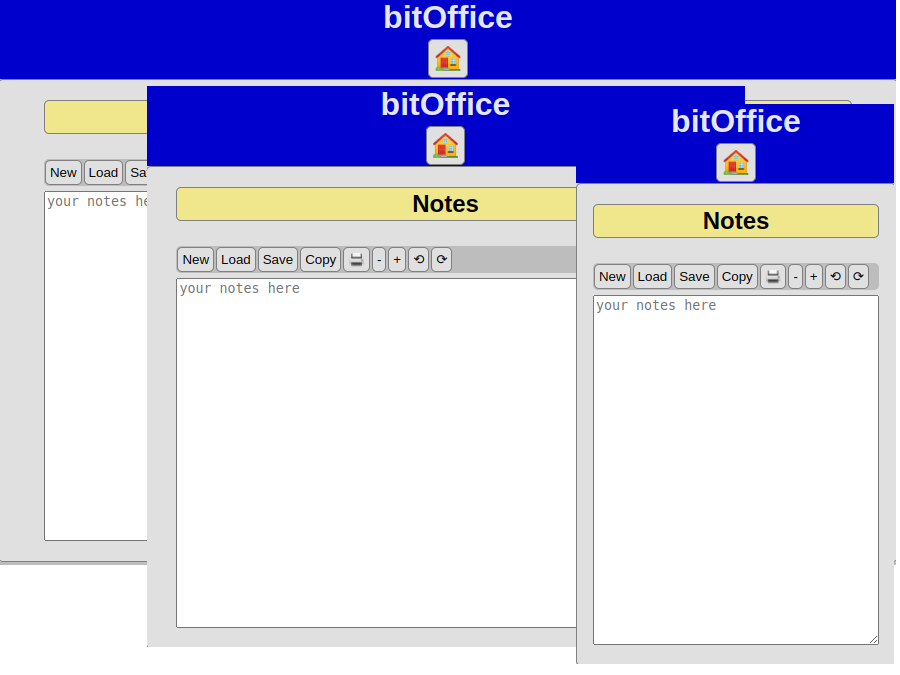 bitOffice
New Load Sa
your notes he
bitOffice
Notes
New Load Save Copy - + ⟲ ⟳
your notes here
bitOffice
Notes
New Load Save Copy - + ⟲ ⟳
your notes here